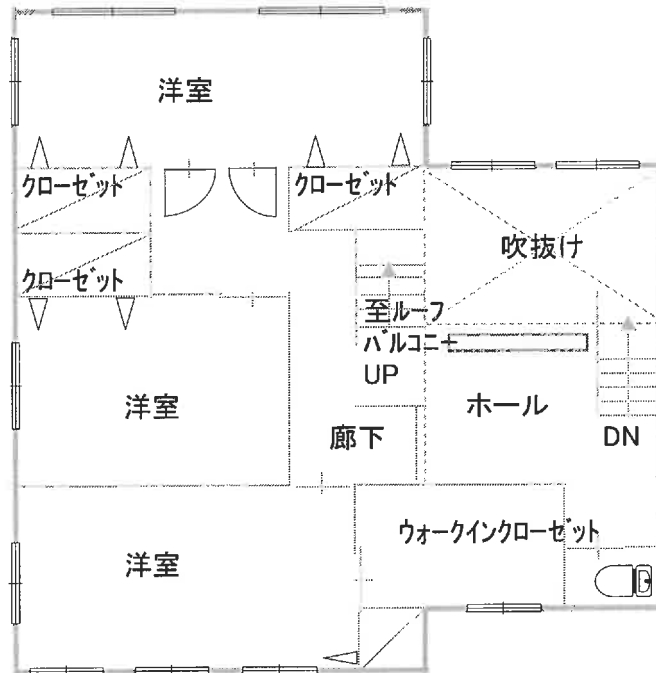 洋室
クローゼット
クローゼット
吹抜け
クローゼット
至ルーフ
バルコニー
UP
洋室
ホール
廊下
DN
ウォークインクローゼット
洋室